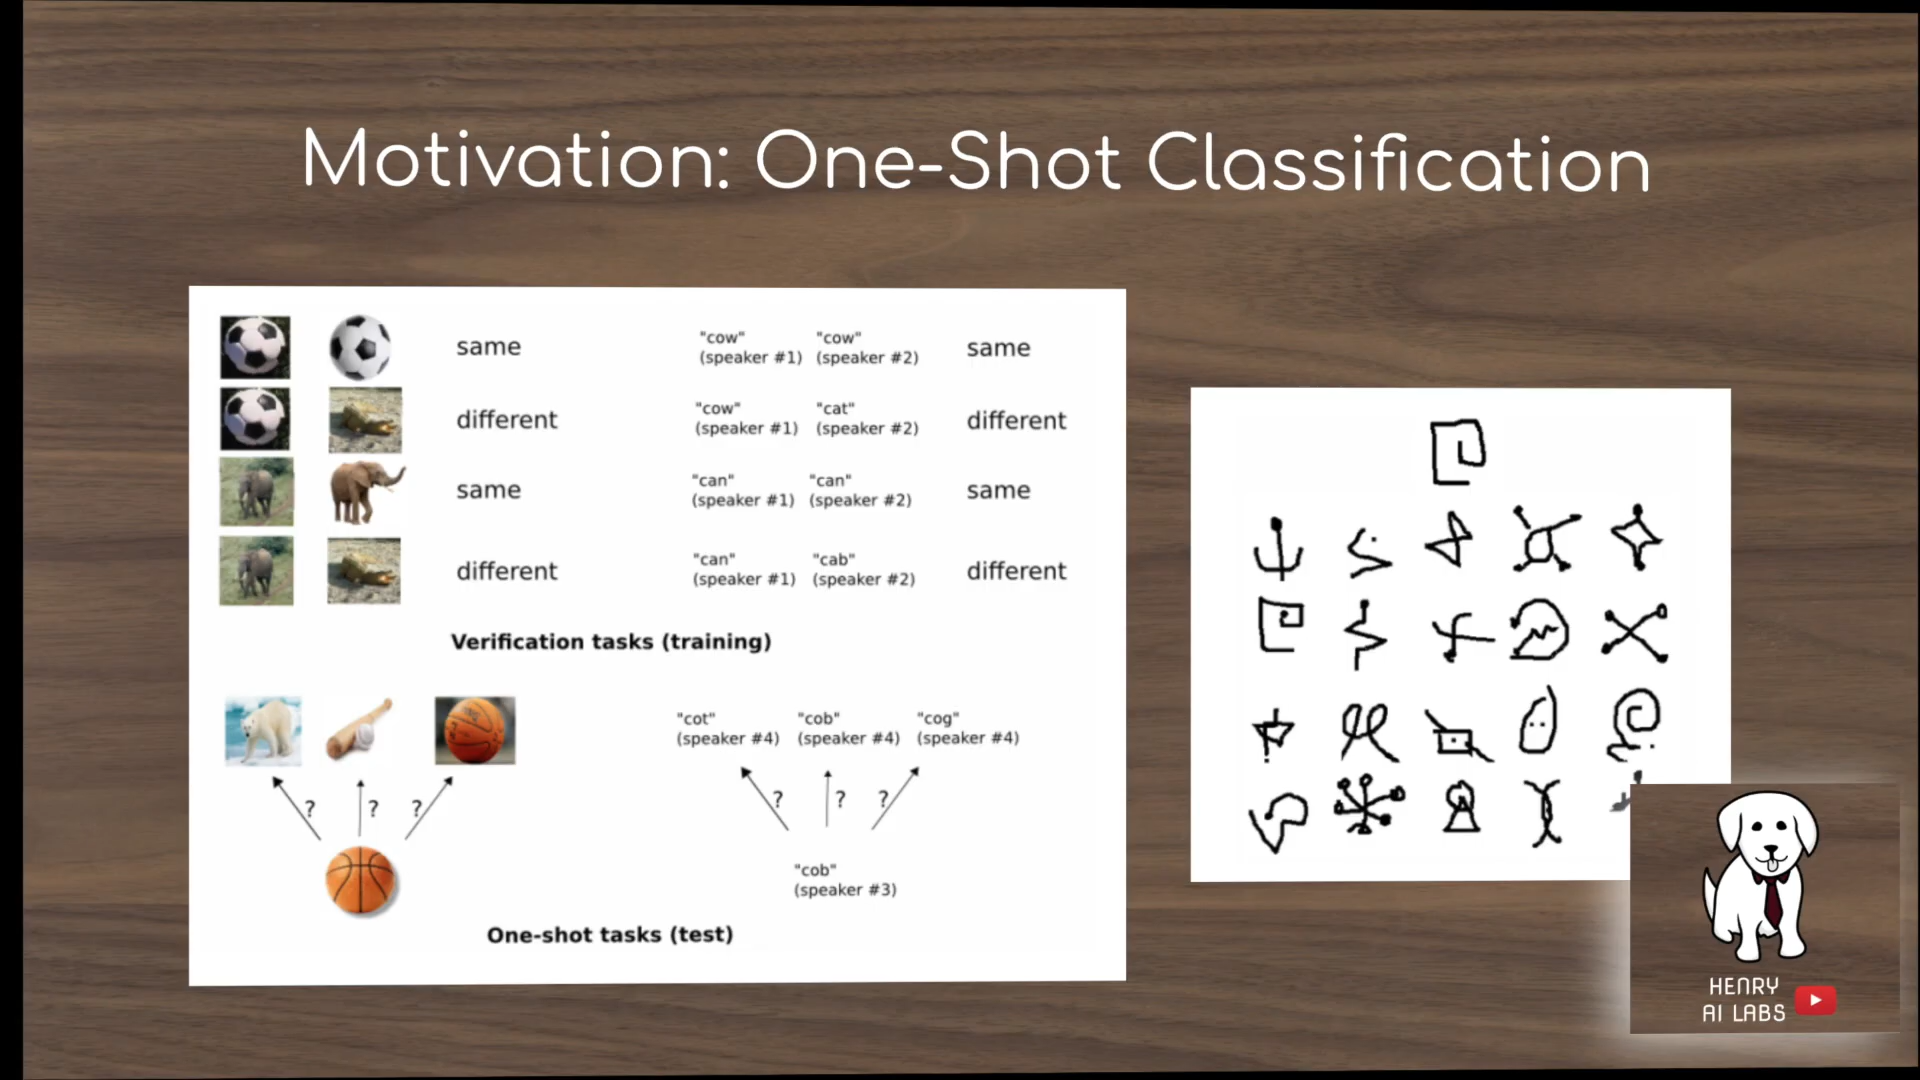 Motivation: One-Shot Classification
same
"cow" "cow"
(speaker #1) (speaker #2)
same
different
"cow" "cat"
(speaker #1) (speaker #2)
different
same
"can" "can"
(speaker #1) (speaker #2)
same
different
"can" "cab"
(speaker #1) (speaker #2)
different
Verification tasks (training)
"cot" "cob" "cog"
(speaker #4) (speaker #4) (speaker #4)
? ? ?
? ? ?
"cob"
(speaker #3)
One-shot tasks (test)
HENRY
AI LABS